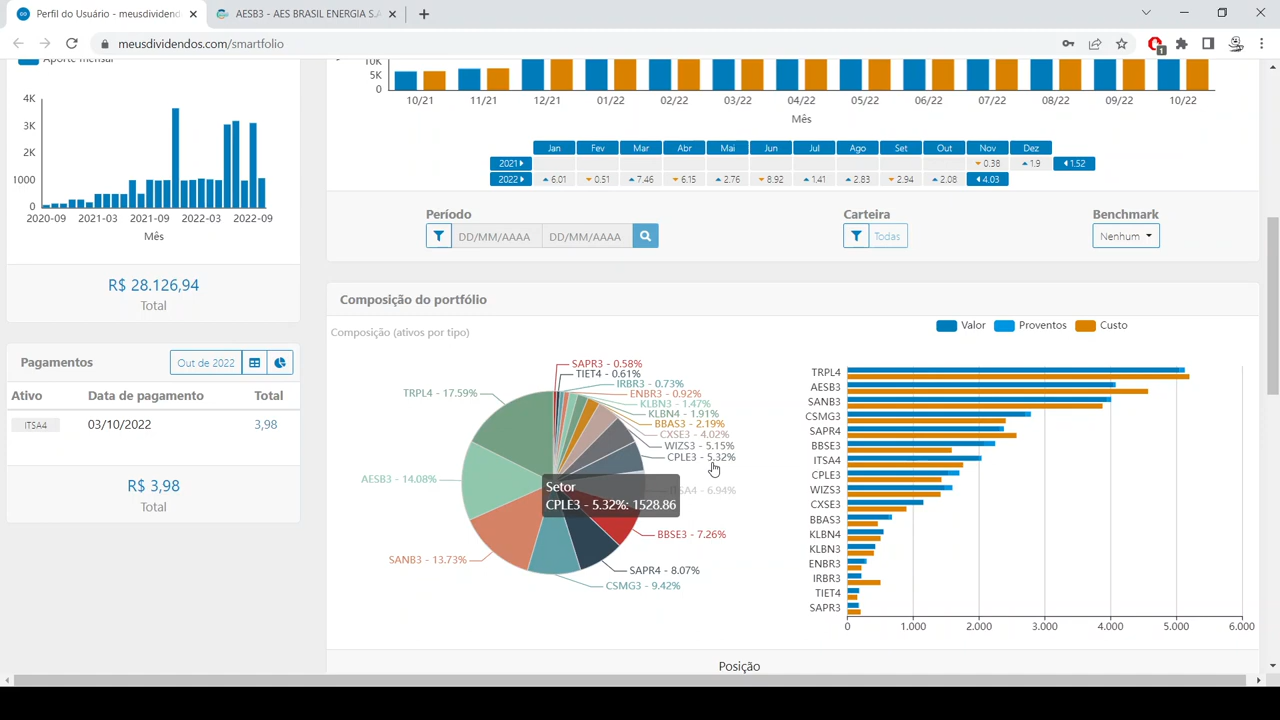 Perfil do Usuário - meusdividend
AESB3 - AES BRASIL ENERGIA S.A
meusdividendos.com/smartfolio
1
Aporte mensal
4K
3K
2K
1000
0
2020-09 2021-03 2021-09 2022-03 2022-09
Mês
R$ 28.126,94
Total
Pagamentos
Out de 2022
Ativo Data de pagamento Total
ITSA4 03/10/2022 3,98
R$ 3,98
Total
10K
5K
0
10/21 11/21 12/21 01/22 02/22 03/22 04/22 05/22 06/22 07/22 08/22 09/22 10/22
Mês
Jan Fev Mar Abr Mai Jun Jul Ago Set Out Nov Dez
2021 0.38 1.9 1.52
2022 6.01 0.51 7.46 6.15 2.76 8.92 1.41 2.83 2.94 2.08 4.03
Período
DD/MM/AAAA DD/MM/AAAA
Carteira
Todas
Benchmark
Nenhum
Composição do portfólio
Composição (ativos por tipo)
SAPR3 - 0.58%
TIET4 - 0.61%
IRBR3 - 0.73%
ENBR3 - 0.92%
KLBN3 - 1.47%
KLBN4 - 1.91%
BBAS3 - 2.19%
CXSE3 - 4.02%
WIZS3 - 5.15%
CPLE3 - 5.32%
SA4 - 6.94%
BBSE3 - 7.26%
SAPR4 - 8.07%
CSMG3 - 9.42%
SANB3 - 13.73%
AESB3 - 14.08%
TRPL4 - 17.59%
Setor
CPLE3 - 5.32%: 1528.86
Valor Proventos Custo
TRPL4
AESB3
SANB3
CSMG3
SAPR4
BBSE3
ITSA4
CPLE3
WIZS3
CXSE3
BBAS3
KLBN4
KLBN3
ENBR3
IRBR3
TIET4
SAPR3
0 1.000 2.000 3.000 4.000 5.000 6.000
Posição